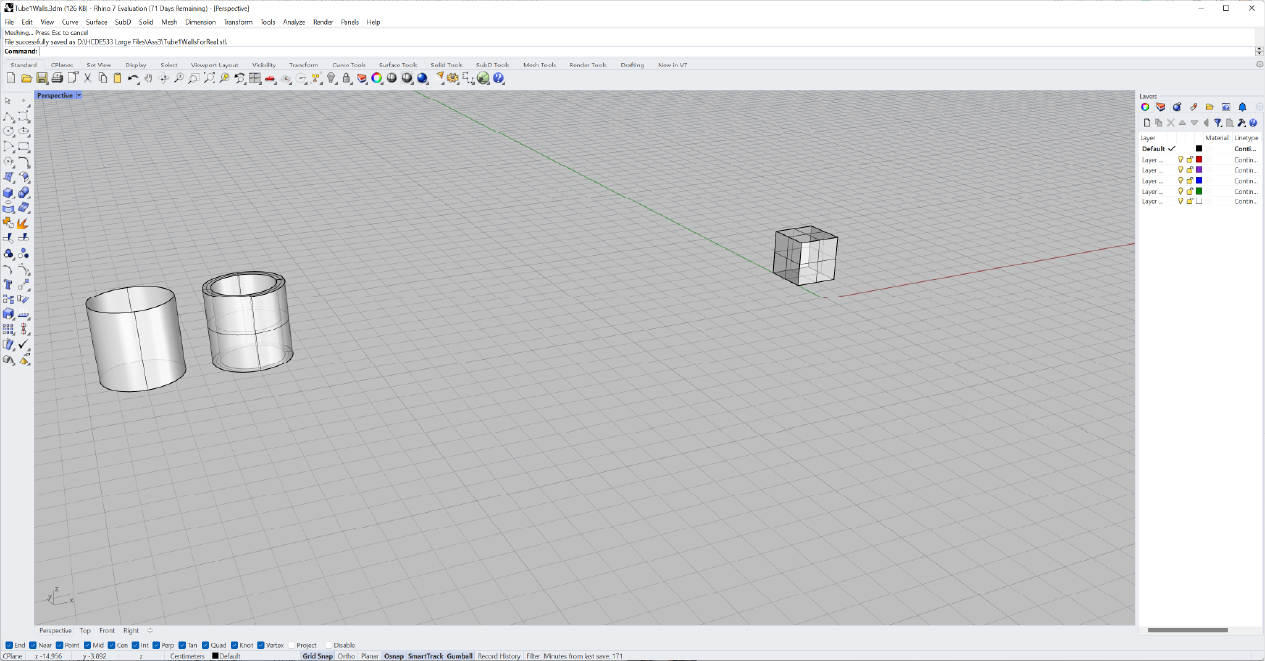 Tube1Walls.3dm (126 KB) - Rhino 7 Evaluation (71 Days Remaining) - [Perspective]
File Edit View Curve Surface SubD Solid Mesh Dimension Transform Tools Analyze Render Panels Help
Meshing... Press Esc to cancel
File successfully saved as D:\HCDE533 Large Files\Ass3\Tube1WallsForReal.stl.
Command:
Standard CPlanes Set View Display Select Viewport Layout Visibility Transform Curve Tools Surface Tools Solid Tools SubD Tools Mesh Tools Render Tools Drafting New in V7
Perspective
Layers
Layer Material Linetype
Default Conti...
Layer ... Contin...
Layer ... Contin...
Layer ... Contin...
Layer ... Contin...
Layer ... Contin...
z
y
x
Perspective Top Front Right
End Near Point Mid Cen Int Perp Tan Quad Knot Vertex Project Disable
CPlane x -14.956 y -3.092 z Centimeters Default Grid Snap Ortho Planar Osnap SmartTrack Gumball Record History Filter Minutes from last save: 171